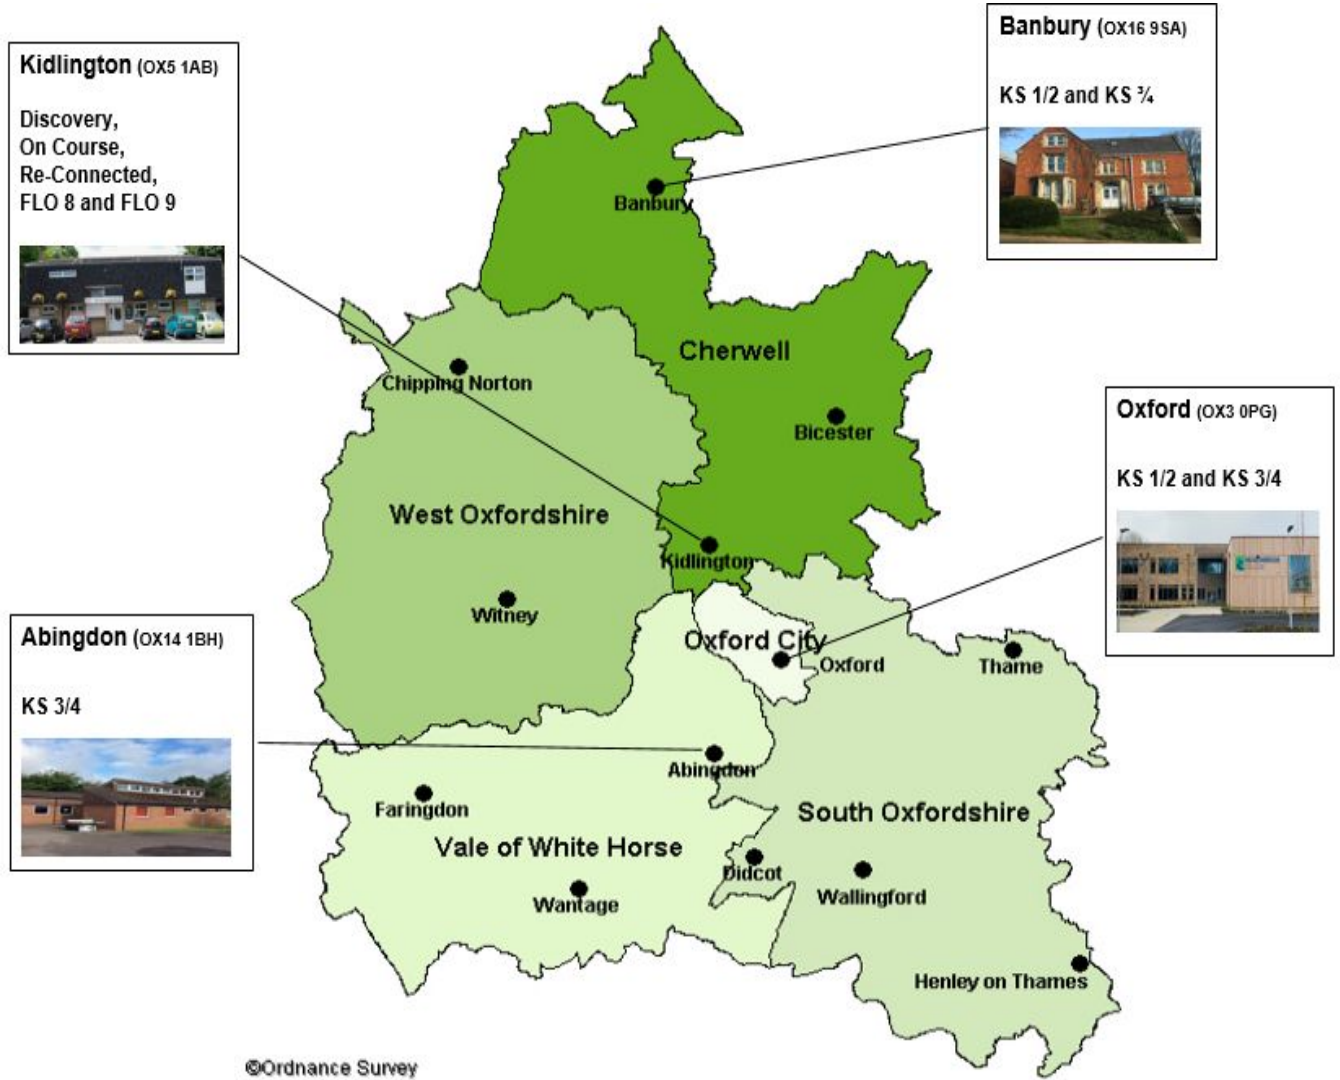 Kidlington (OX5 1AB)
Discovery,
On Course,
Re-Connected,
FLO 8 and FLO 9
Banbury (OX16 9SA)
KS 1/2 and KS ¾
Banbury
Cherwell
Chipping Norton
Bicester
Oxford (OX3 0PG)
KS 1/2 and KS 3/4
West Oxfordshire
Kidlington
Witney
Abingdon (OX14 1BH)
KS 3/4
Oxford City
Oxford
Thame
Abingdon
Faringdon
South Oxfordshire
Vale of White Horse
Didcot
Wallingford
Wantage
Henley on Thames
©Ordnance Survey